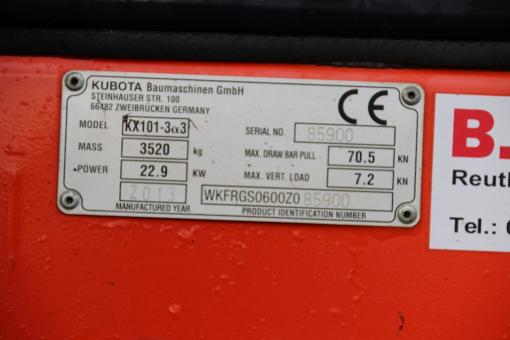 KUBOTA Baumaschinen GmbH
STEINHAUSER STR. 100
66482 ZWEIBRÜCKEN GERMANY
CE
MODEL KX101-3α3
SERIAL NO. 85900
MASS 3520 kg
MAX. DRAW BAR PULL 70.5 KN
POWER 22.9 KW
MAX. VERT. LOAD 7.2 KN
2013 WKFRGS0600Z085900
MANUFACTURED YEAR PRODUCT IDENTIFICATION NUMBER
B.
Reutl
Tel.: